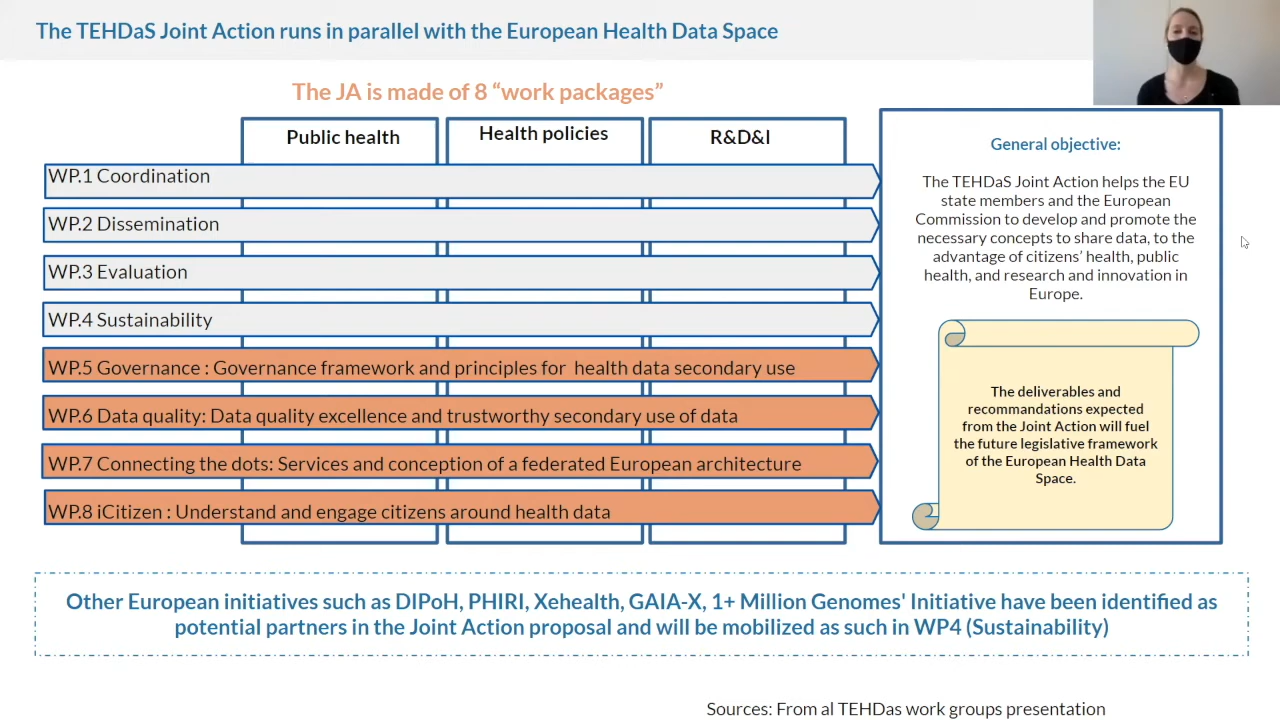 The TEHDaS Joint Action runs in parallel with the European Health Data Space
The JA is made of 8 “work packages”
Public health
Health policies
R&D&I
WP.1 Coordination
WP.2 Dissemination
WP.3 Evaluation
WP.4 Sustainability
WP.5 Governance : Governance framework and principles for health data secondary use
WP.6 Data quality: Data quality excellence and trustworthy secondary use of data
WP.7 Connecting the dots: Services and conception of a federated European architecture
WP.8 iCitizen : Understand and engage citizens around health data
General objective:
The TEHDaS Joint Action helps the EU
state members and the European
Commission to develop and promote the
necessary concepts to share data, to the
advantage of citizens’ health, public
health, and research and innovation in
Europe.
The deliverables and
recommandations expected
from the Joint Action will fuel
the future legislative framework
of the European Health Data
Space.
Other European initiatives such as DIPoH, PHIRI, Xehealth, GAIA-X, 1+ Million Genomes' Initiative have been identified as
potential partners in the Joint Action proposal and will be mobilized as such in WP4 (Sustainability)
Sources: From al TEHDas work groups presentation